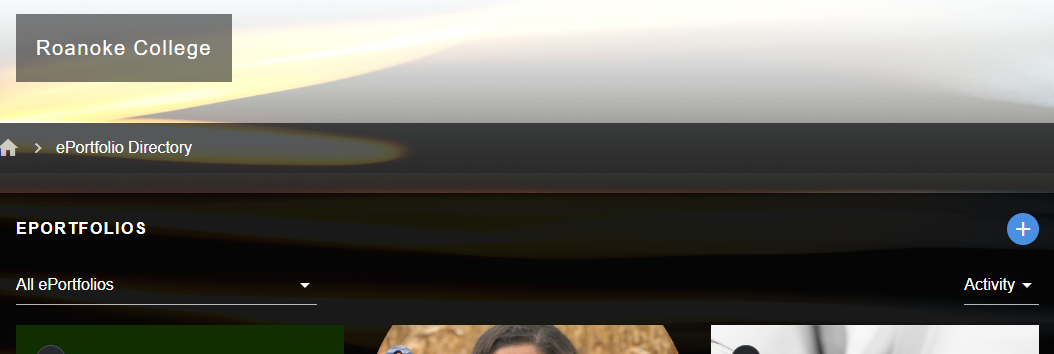 Roanoke College
ePortfolio Directory
EPORTFOLIOS
All ePortfolios
Activity